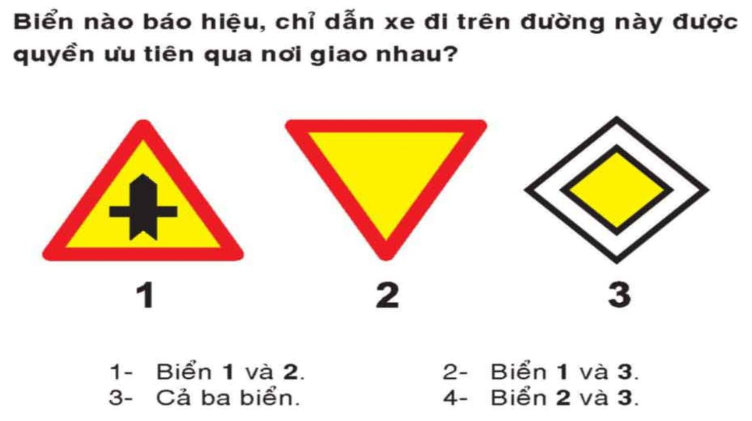 Biển nào báo hiệu, chỉ dẫn xe đi trên đường này được
quyền ưu tiên qua nơi giao nhau?
1 2 3
1- Biển 1 và 2. 2- Biển 1 và 3.
3- Cả ba biển. 4- Biển 2 và 3.